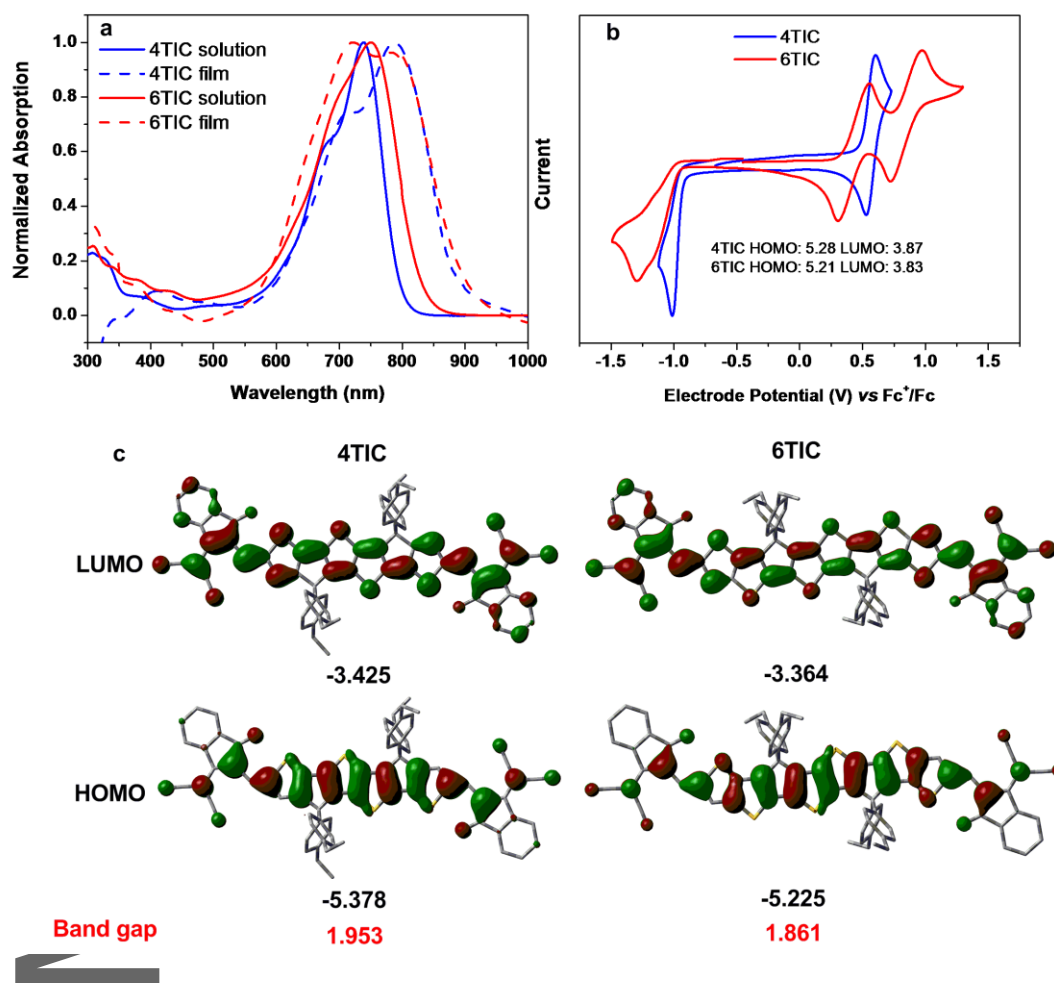 a
4TIC solution
4TIC film
6TIC solution
6TIC film
Normalized Absorption
1.0
0.8
0.6
0.4
0.2
0.0
300 400 500 600 700 800 900 1000
Wavelength (nm)
b
4TIC
6TIC
Current
4TIC HOMO: 5.28 LUMO: 3.87
6TIC HOMO: 5.21 LUMO: 3.83
-1.5 -1.0 -0.5 0.0 0.5 1.0 1.5
Electrode Potential (V) vs Fc⁺/Fc
c
4TIC 6TIC
LUMO
-3.425 -3.364
HOMO
-5.378 -5.225
Band gap 1.953 1.861